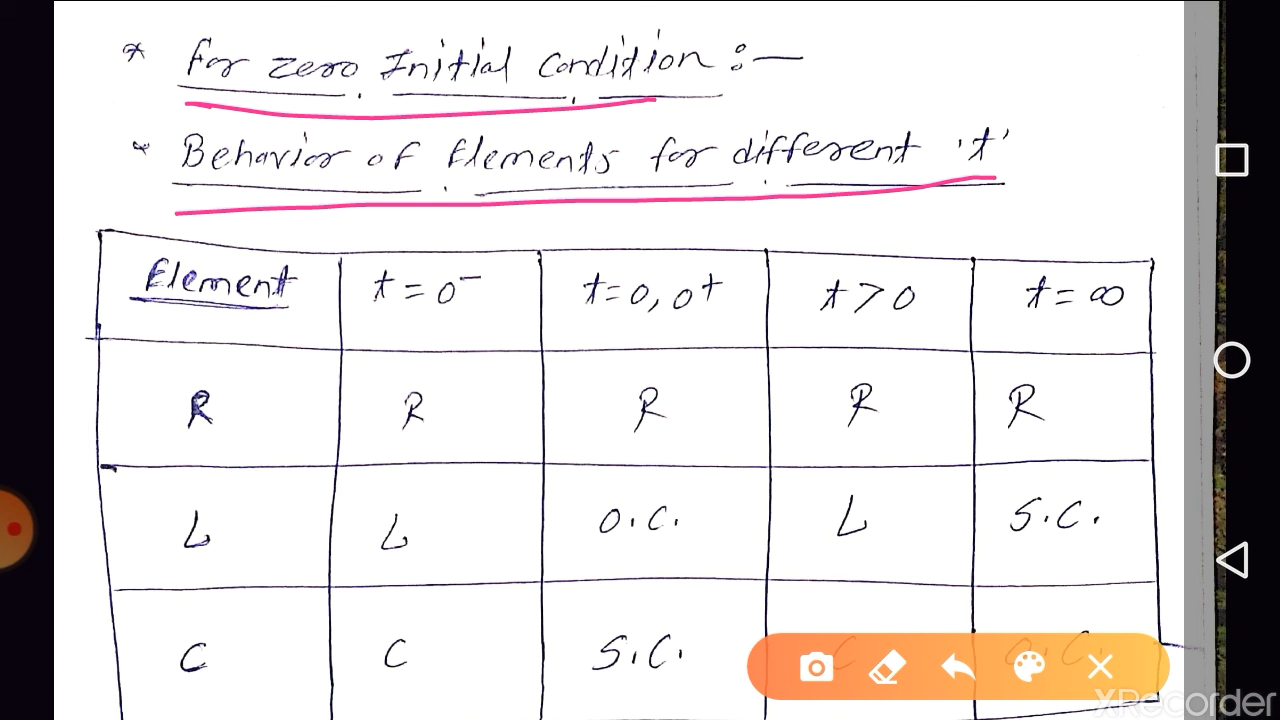 * For zero Initial Condition :-
* Behavior of Elements for different 't'
Element t=0⁻ t=0, 0⁺ t>0 t=∞
R R R R R
L L O.C. L S.C.
C C S.C. C O.C.
XRecorder